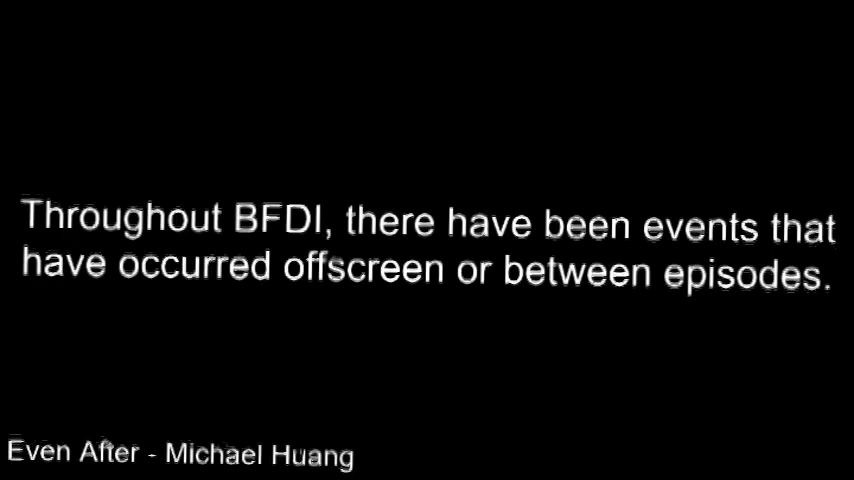 Throughout BFDI, there have been events that
have occurred offscreen or between episodes.
Even After - Michael Huang